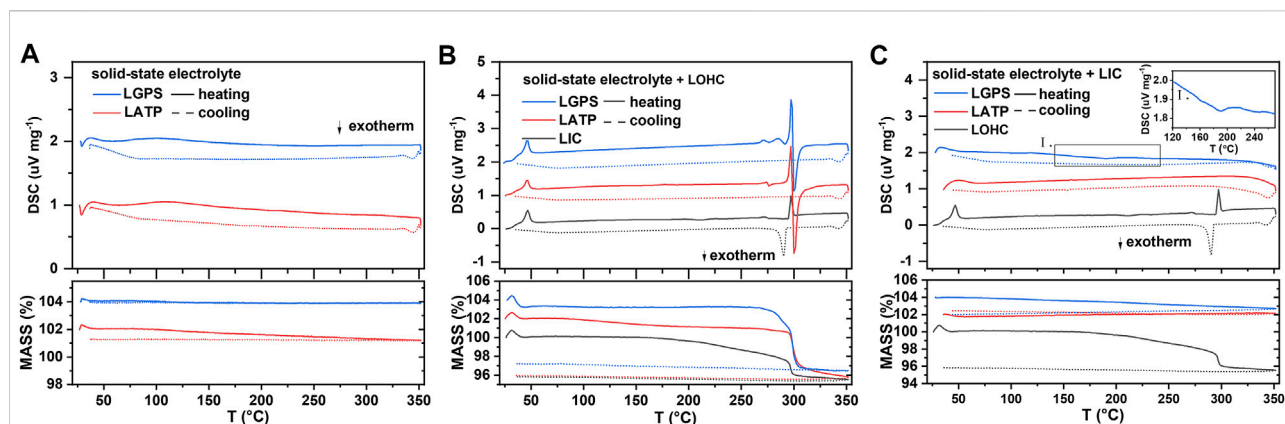 A
solid-state electrolyte
LGPS — heating
LATP --- cooling
exotherm
DSC (uV mg⁻¹)
3
2
1
0
MASS (%)
104
102
100
98
0 50 100 150 200 250 300 350
T (°C)
B
solid-state electrolyte + LOHC
LGPS — heating
LATP --- cooling
LIC
exotherm
DSC (uV mg⁻¹)
5
4
3
2
1
0
-1
MASS (%)
106
104
102
100
98
96
50 100 150 200 250 300 350
T (°C)
C
solid-state electrolyte + LIC
LGPS — heating
LATP --- cooling
LOHC
I.
exotherm
DSC (uV mg⁻¹)
4
3
2
1
0
-1
DSC (uV mg⁻¹)
2.0
1.9
1.8
I.
120 160 200 240
T (°C)
MASS (%)
106
104
102
100
98
96
94
50 100 150 200 250 300 350
T (°C)